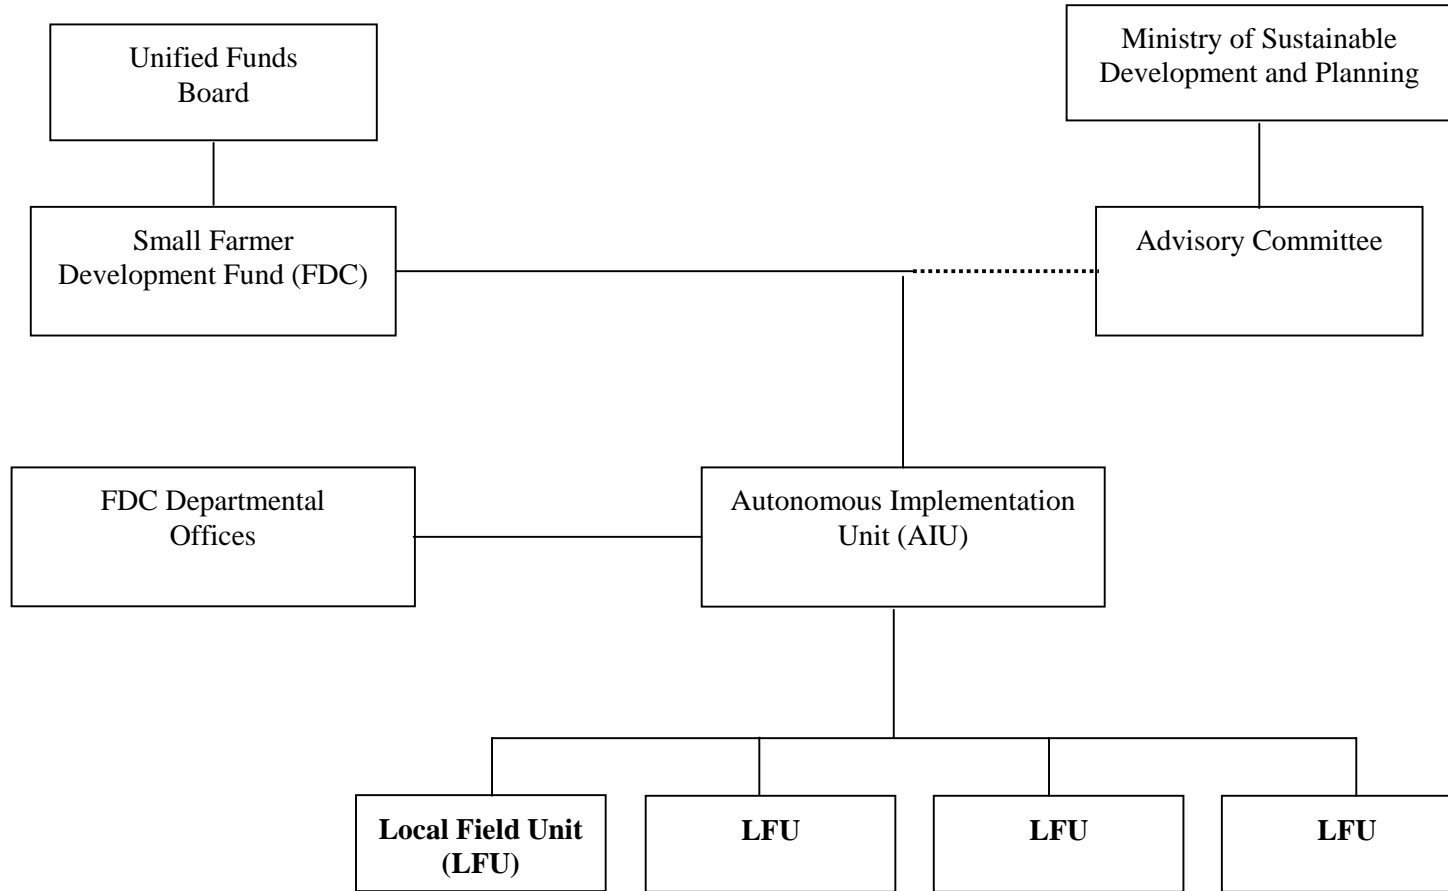 Unified Funds
Board
Ministry of Sustainable
Development and Planning
Small Farmer
Development Fund (FDC)
Advisory Committee
FDC Departmental
Offices
Autonomous Implementation
Unit (AIU)
Local Field Unit
(LFU)
LFU
LFU
LFU